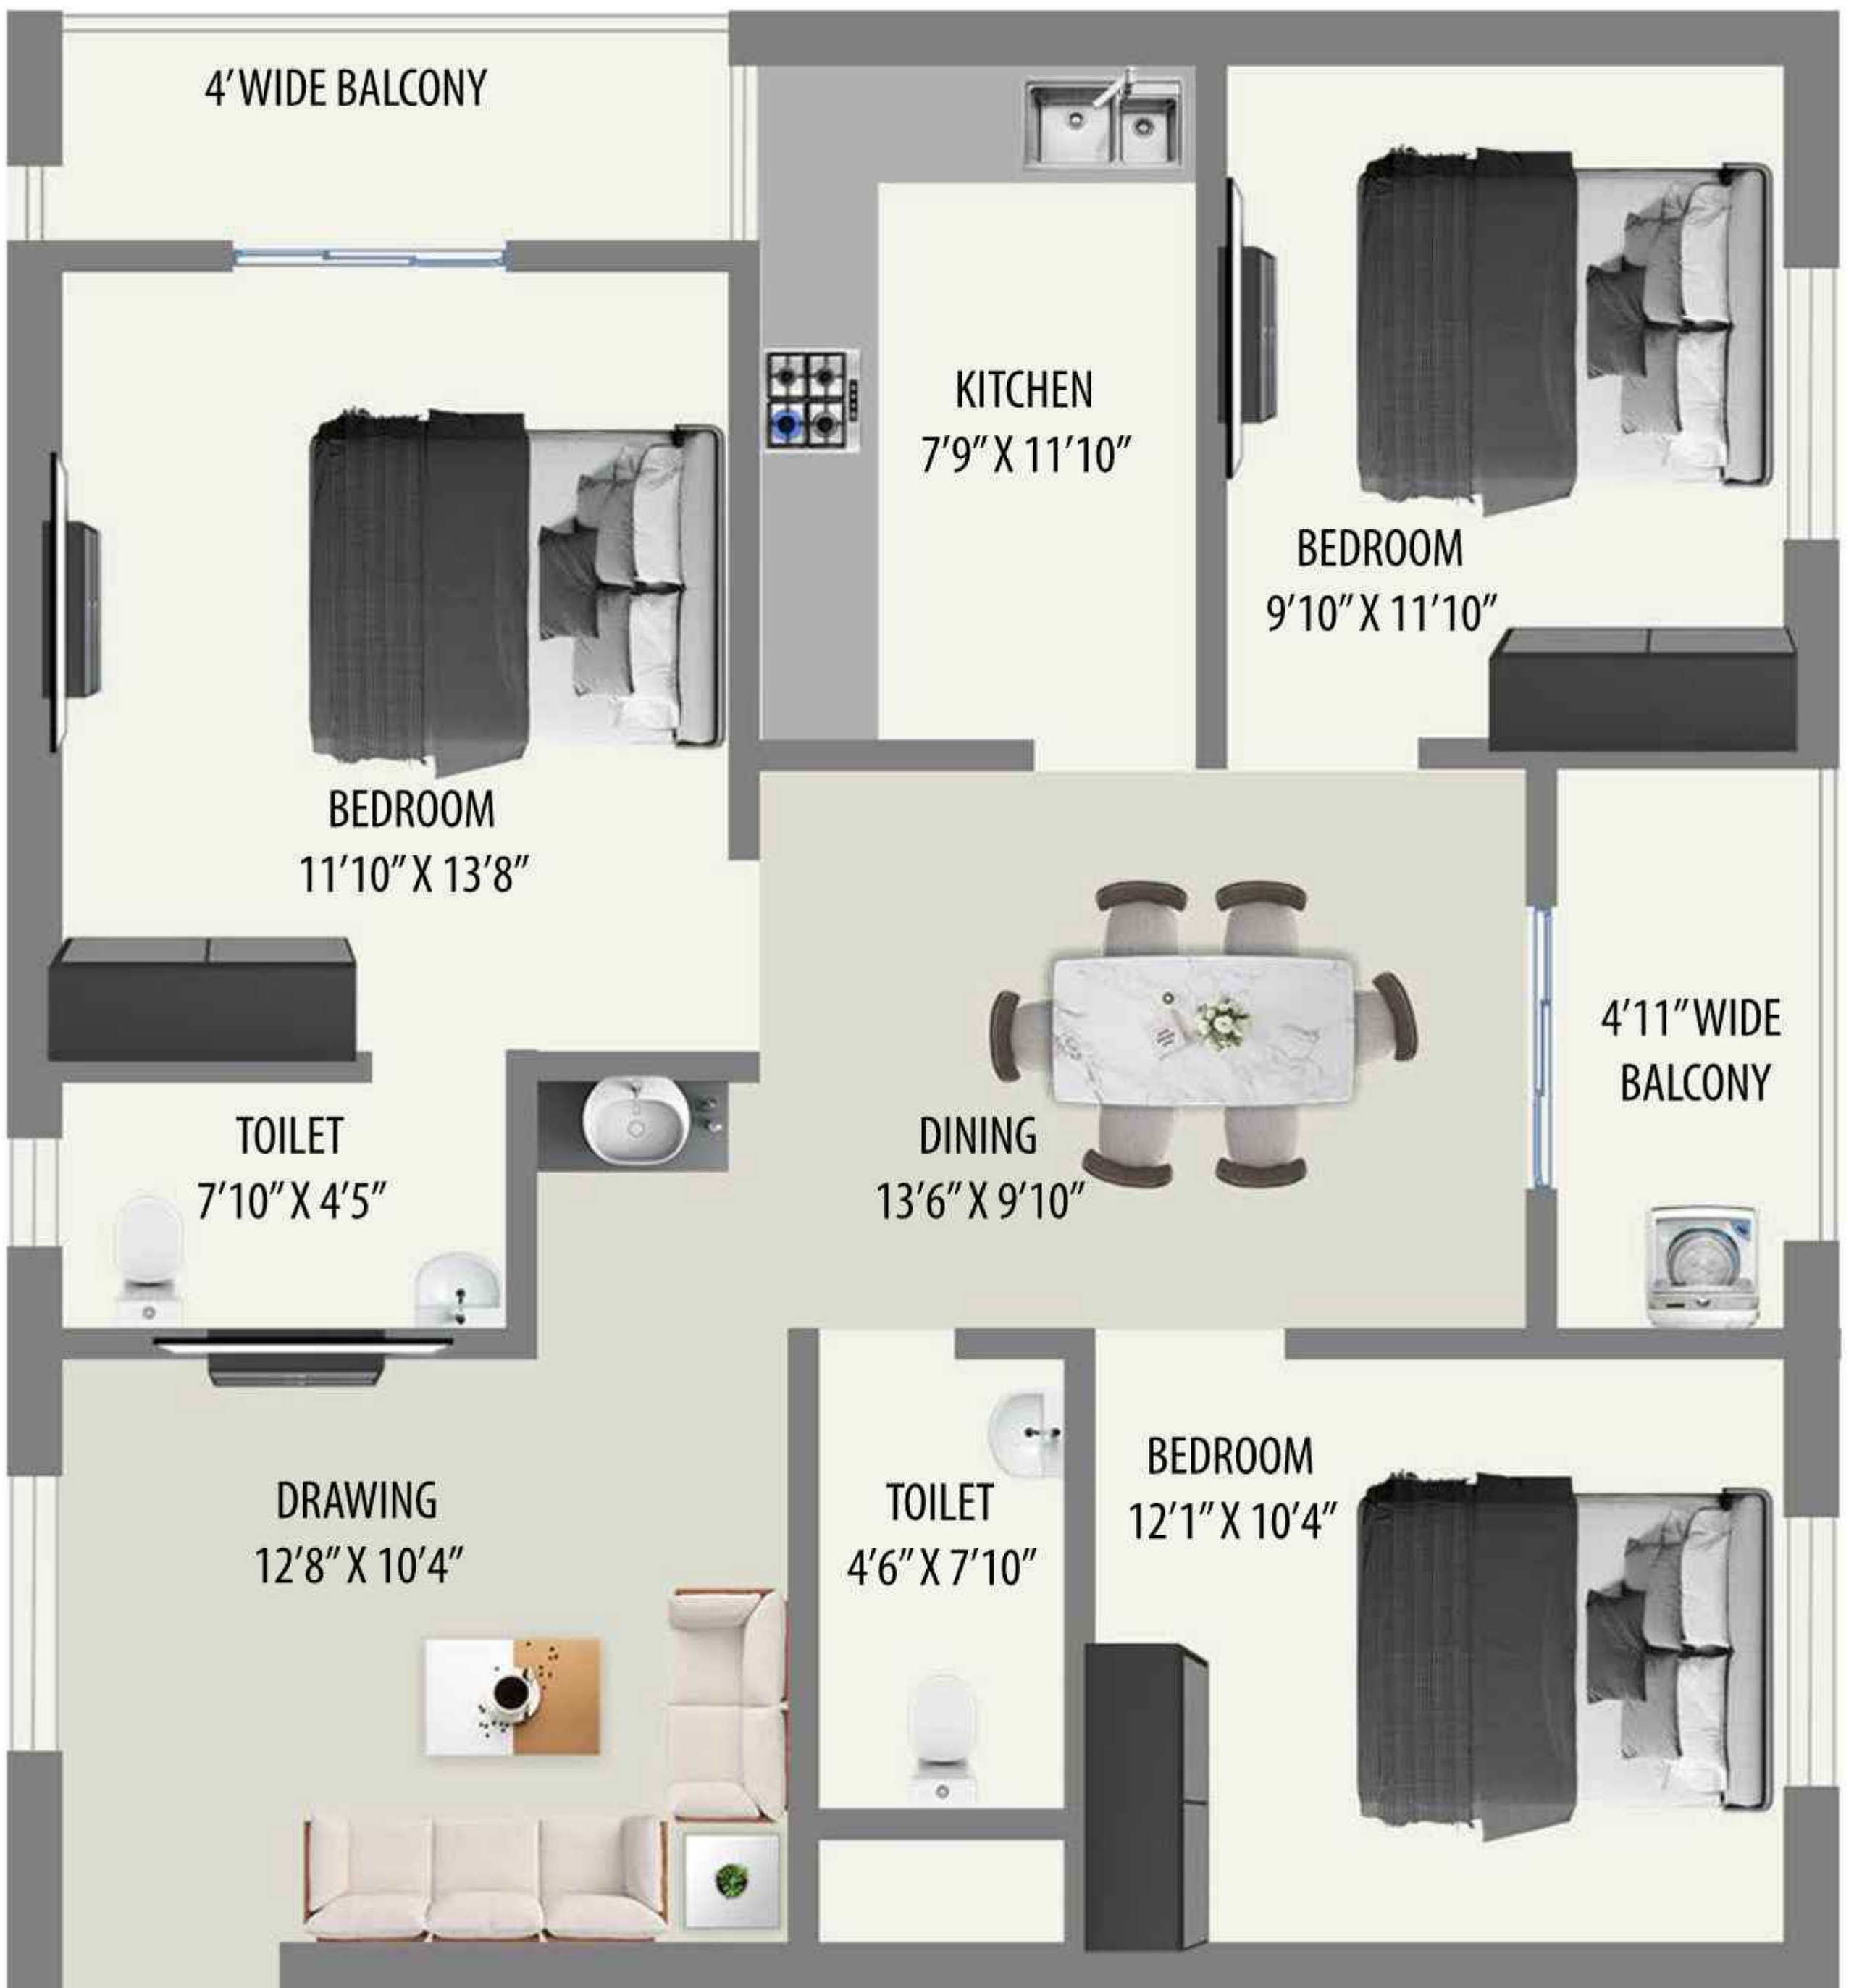 4' WIDE BALCONY
KITCHEN
7'9" X 11'10"
BEDROOM
9'10" X 11'10"
BEDROOM
11'10" X 13'8"
4'11" WIDE
BALCONY
TOILET
7'10" X 4'5"
DINING
13'6" X 9'10"
DRAWING
12'8" X 10'4"
TOILET
4'6" X 7'10"
BEDROOM
12'1" X 10'4"